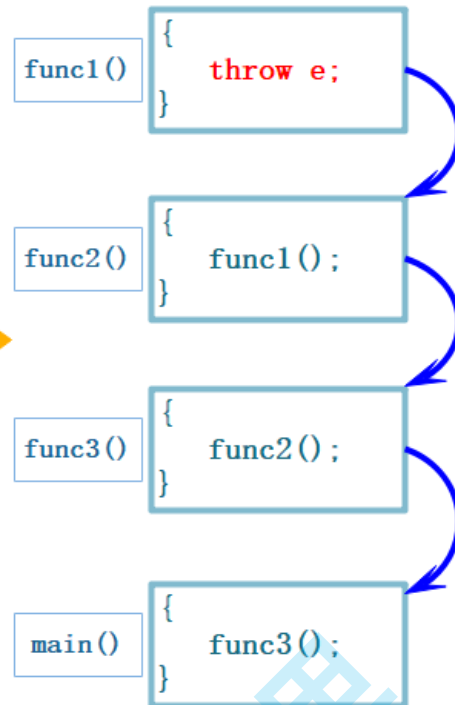 {
func1() throw e;
}
{
func2() func1();
}
{
func3() func2();
}
{
main() func3();
}